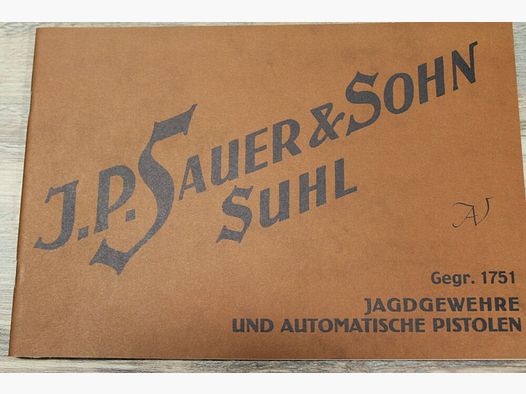 J.P. SAUER & SOHN
SUHL
Gegr. 1751
JAGDGEWEHRE
UND AUTOMATISCHE PISTOLEN